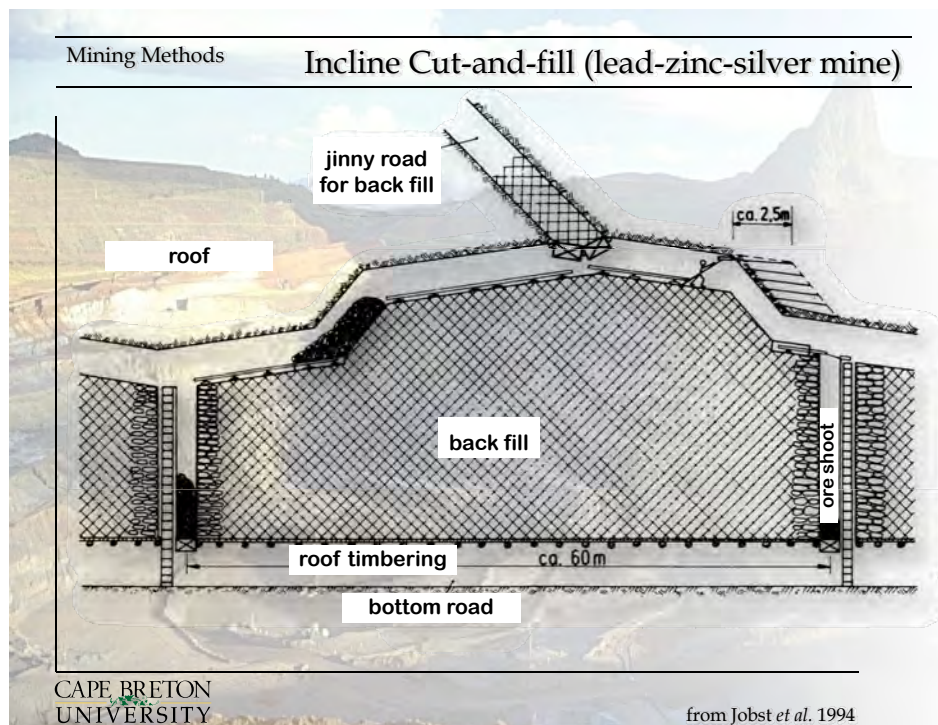 Mining Methods
Incline Cut-and-fill (lead-zinc-silver mine)
jinny road
for back fill
ca. 2,5m
roof
back fill
ore shoot
roof timbering
ca. 60m
bottom road
CAPE BRETON
UNIVERSITY
from Jobst et al. 1994